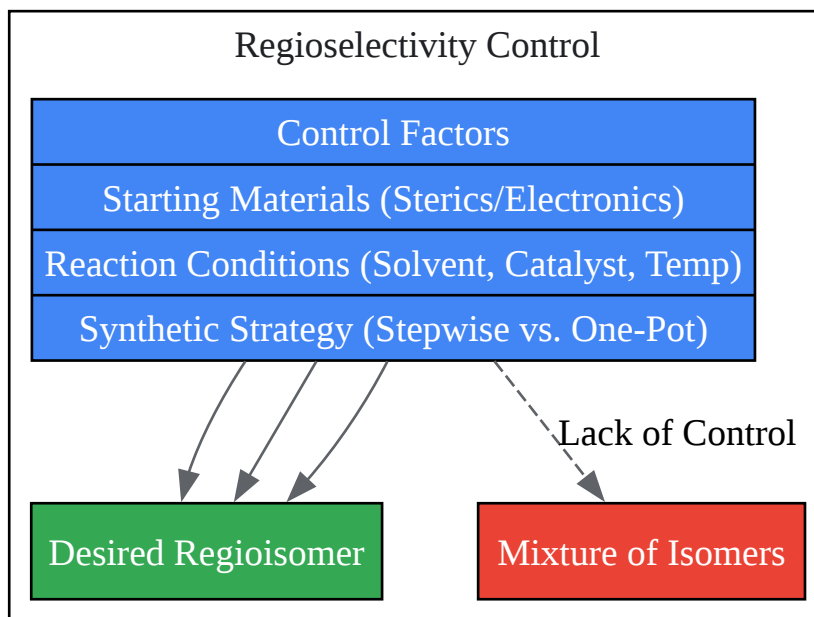 Regioselectivity Control
Control Factors
Starting Materials (Sterics/Electronics)
Reaction Conditions (Solvent, Catalyst, Temp)
Synthetic Strategy (Stepwise vs. One-Pot)
Lack of Control
Desired Regioisomer
Mixture of Isomers